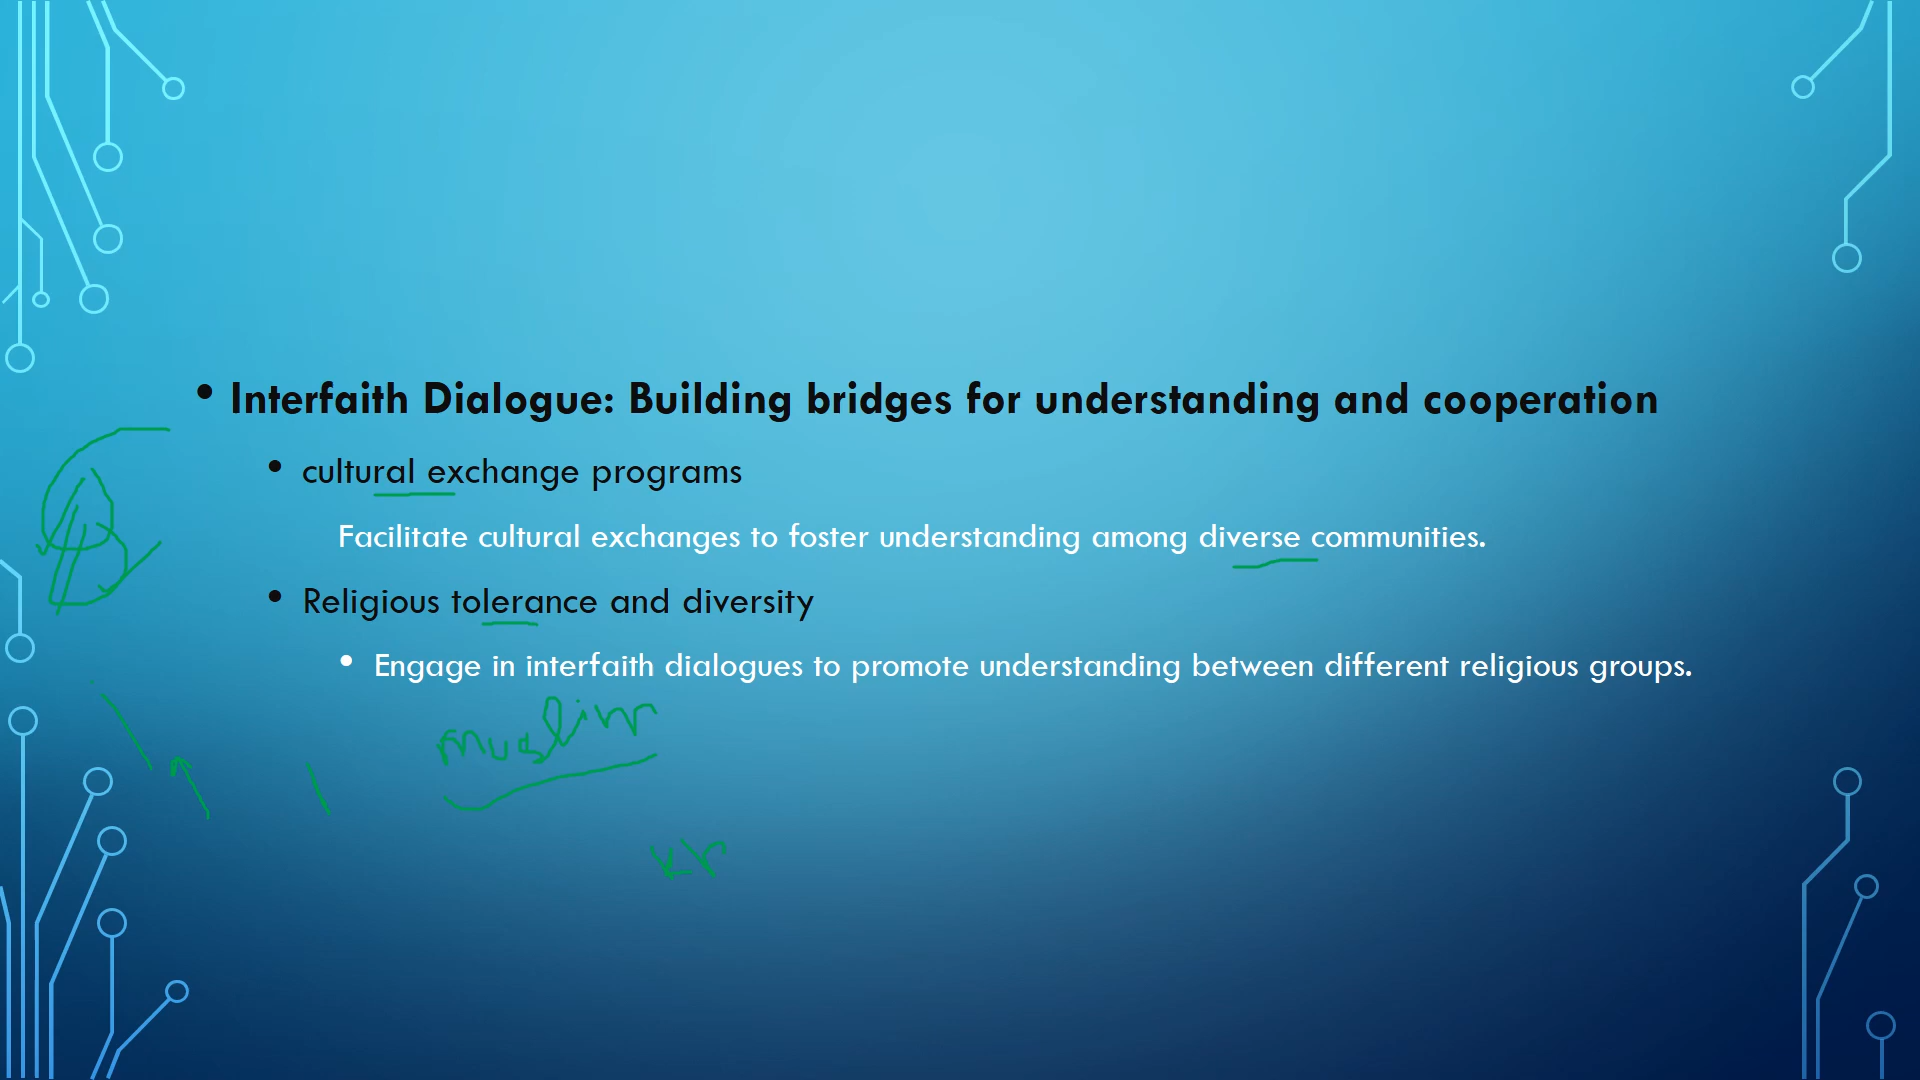 • Interfaith Dialogue: Building bridges for understanding and cooperation
• cultural exchange programs
Facilitate cultural exchanges to foster understanding among diverse communities.
• Religious tolerance and diversity
• Engage in interfaith dialogues to promote understanding between different religious groups.
muslim